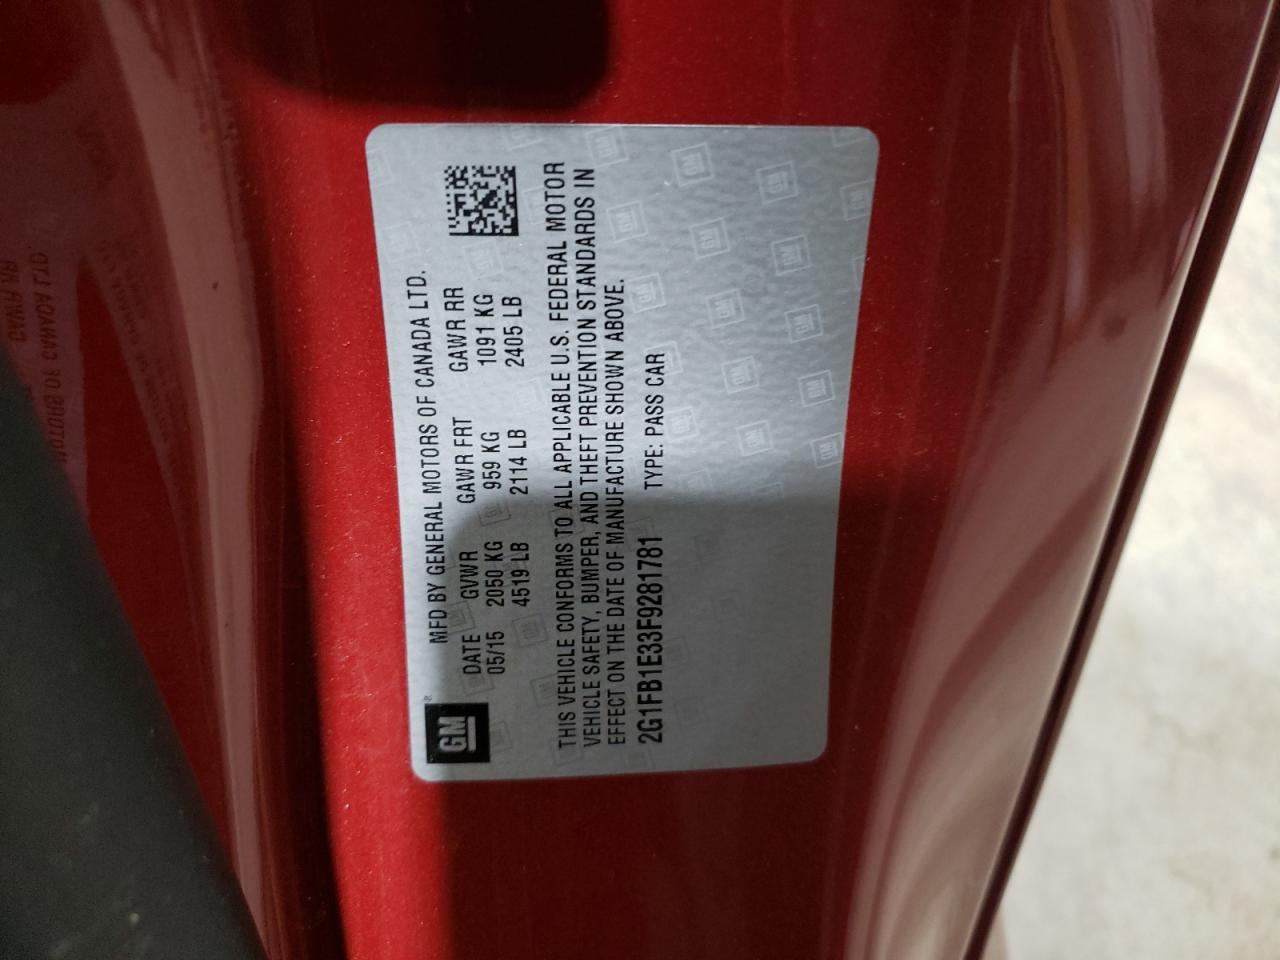 GM
MFD BY GENERAL MOTORS OF CANADA LTD.
DATE GVWR GAWR FRT GAWR RR
05/15 2050 KG 959 KG 1091 KG
4519 LB 2114 LB 2405 LB
THIS VEHICLE CONFORMS TO ALL APPLICABLE U.S. FEDERAL MOTOR
VEHICLE SAFETY, BUMPER, AND THEFT PREVENTION STANDARDS IN
EFFECT ON THE DATE OF MANUFACTURE SHOWN ABOVE.
2G1FB1E33F9281781 TYPE: PASS CAR